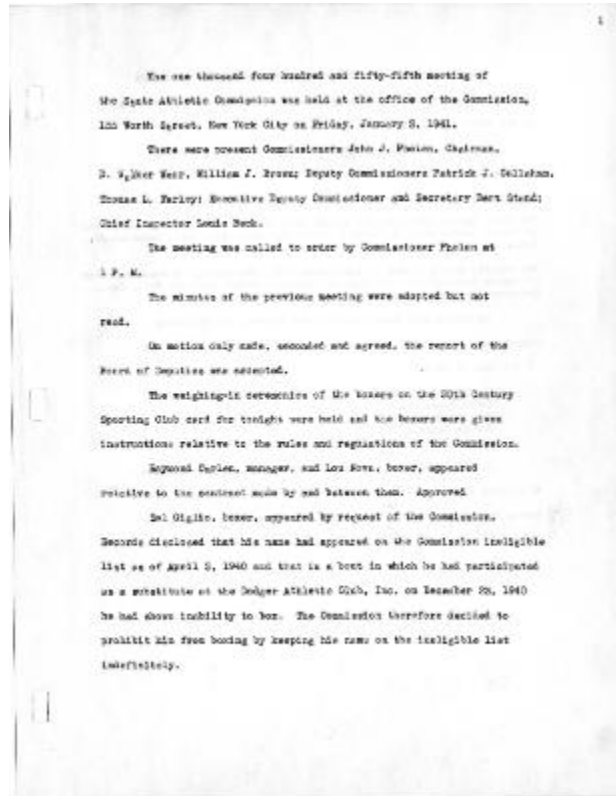 1
The one thousand four hundred and fifty-fifth meeting of
the State Athletic Commission was held at the office of the Commission,
Worth Street, New York City on Friday, January 3, 1941.
There were present Commissioners John J. Phelan, Chairman,
D. Walker Wear, William J. Brown; Deputy Commissioners Patrick J. Callahan,
Thomas L. Farley; Executive Deputy Commissioner and Secretary Bert Stand;
Chief Inspector Louis Beck.
The meeting was called to order by Commissioner Phelan at
1 P. M.
The minutes of the previous meeting were adopted but not
read.
On motion duly made, seconded and agreed, the report of the
Board of Deputies was accepted.
The weighing-in ceremonies of the boxers on the 20th Century
Sporting Club card for tonight were held and the boxers were given
instructions relative to the rules and regulations of the Commission.
Raymond manager, and Lou Nova, boxer, appeared
relative to the contract made by and between them. Approved
Giglio, boxer, appeared by request of the Commission.
Records disclosed that his name had appeared on the Commission ineligible
list as of April 1940 and that in a bout in which he had participated
as a substitute at the Dodger Athletic Club, Inc. on December 1940
he had shown inability to box. The Commission therefore decided to
prohibit him from boxing by keeping his name on the ineligible list
indefinitely.